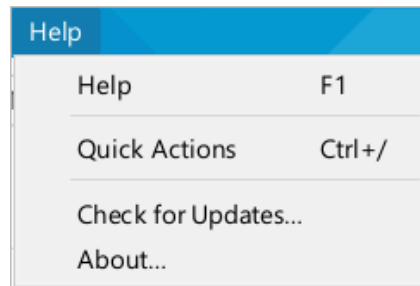 Help
Help F1
Quick Actions Ctrl+/
Check for Updates...
About...